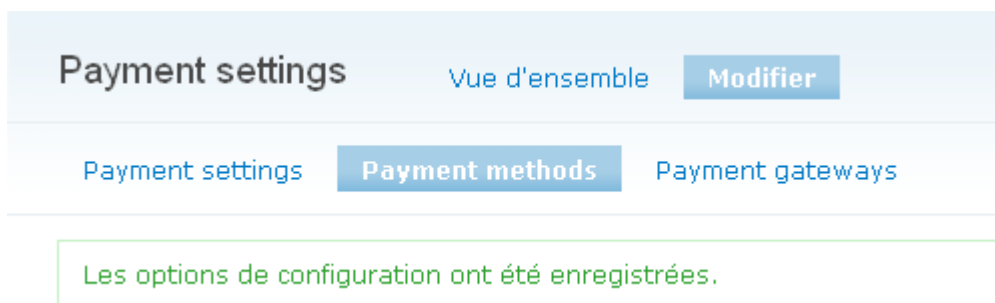 Payment settings Vue d'ensemble Modifier
Payment settings Payment methods Payment gateways
Les options de configuration ont été enregistrées.